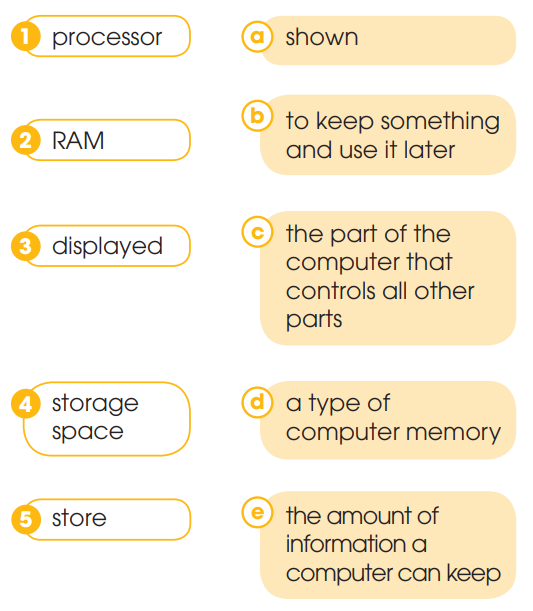 1 processor
a shown
2 RAM
b to keep something
and use it later
3 displayed
c the part of the
computer that
controls all other
parts
4 storage
space
d a type of
computer memory
5 store
e the amount of
information a
computer can keep